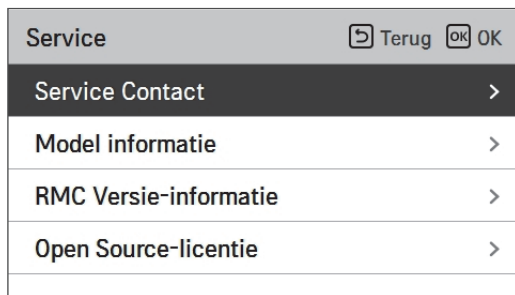 Service Terug OK OK
Service Contact >
Model informatie >
RMC Versie-informatie >
Open Source-licentie >